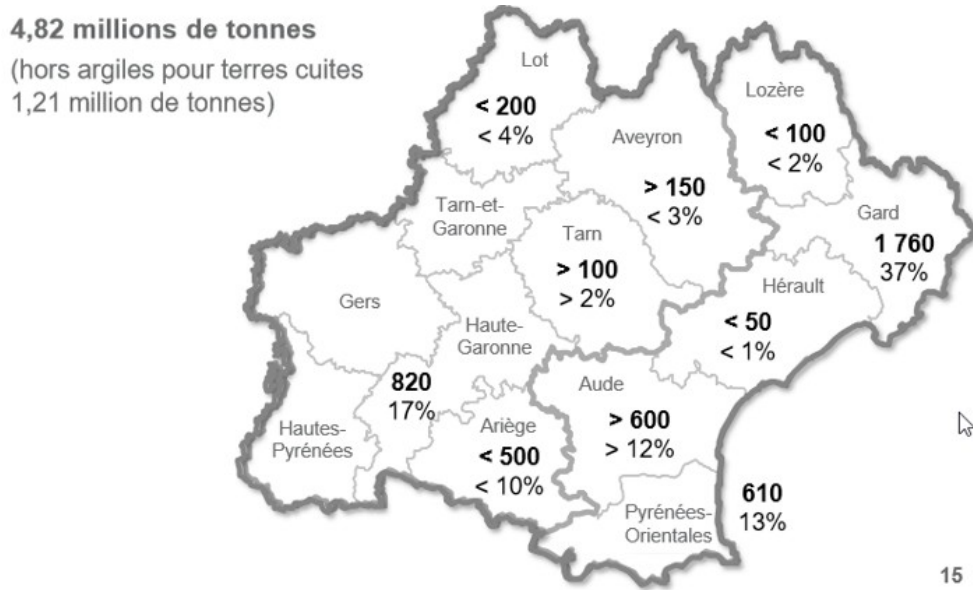 4,82 millions de tonnes
(hors argiles pour terres cuites
1,21 million de tonnes)
Lot
< 200
< 4%
Lozère
< 100
< 2%
Aveyron
> 150
< 3%
Tarn-et-
Garonne
Tarn
> 100
> 2%
Gard
1 760
37%
Gers
Hérault
< 50
< 1%
Haute-
Garonne
820
17%
Aude
> 600
> 12%
Hautes-
Pyrénées
Ariège
< 500
< 10%
Pyrénées-
Orientales
610
13%
15